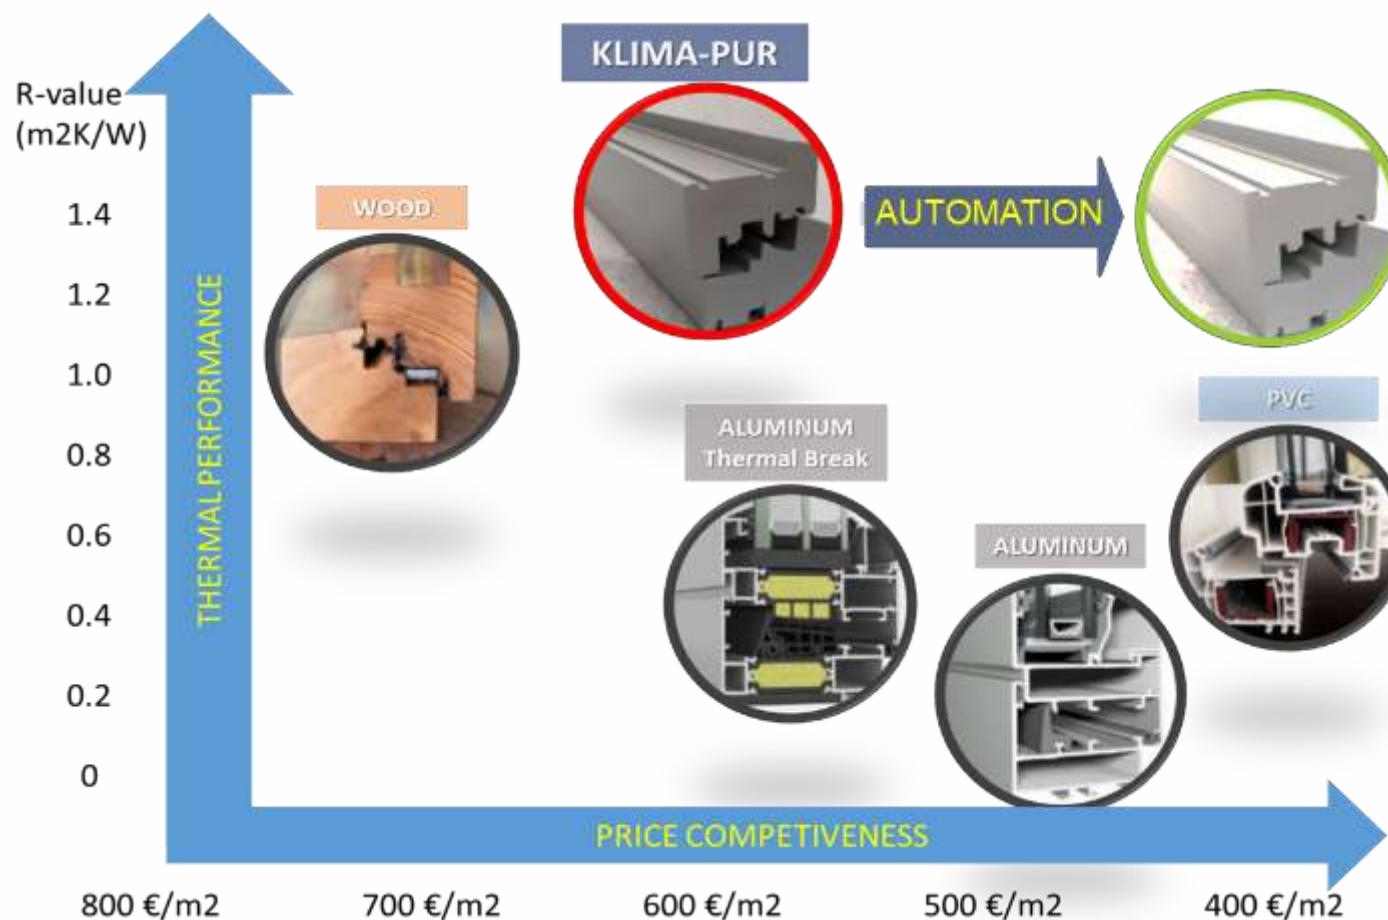 KLIMA-PUR
R-value
(m2K/W)
WOOD
AUTOMATION
1.4
1.2
1.0
0.8
0.6
0.4
0.2
0
THERMAL PERFORMANCE
PVC
ALUMINUM
Thermal Break
ALUMINUM
PRICE COMPETIVENESS
800 €/m2 700 €/m2 600 €/m2 500 €/m2 400 €/m2